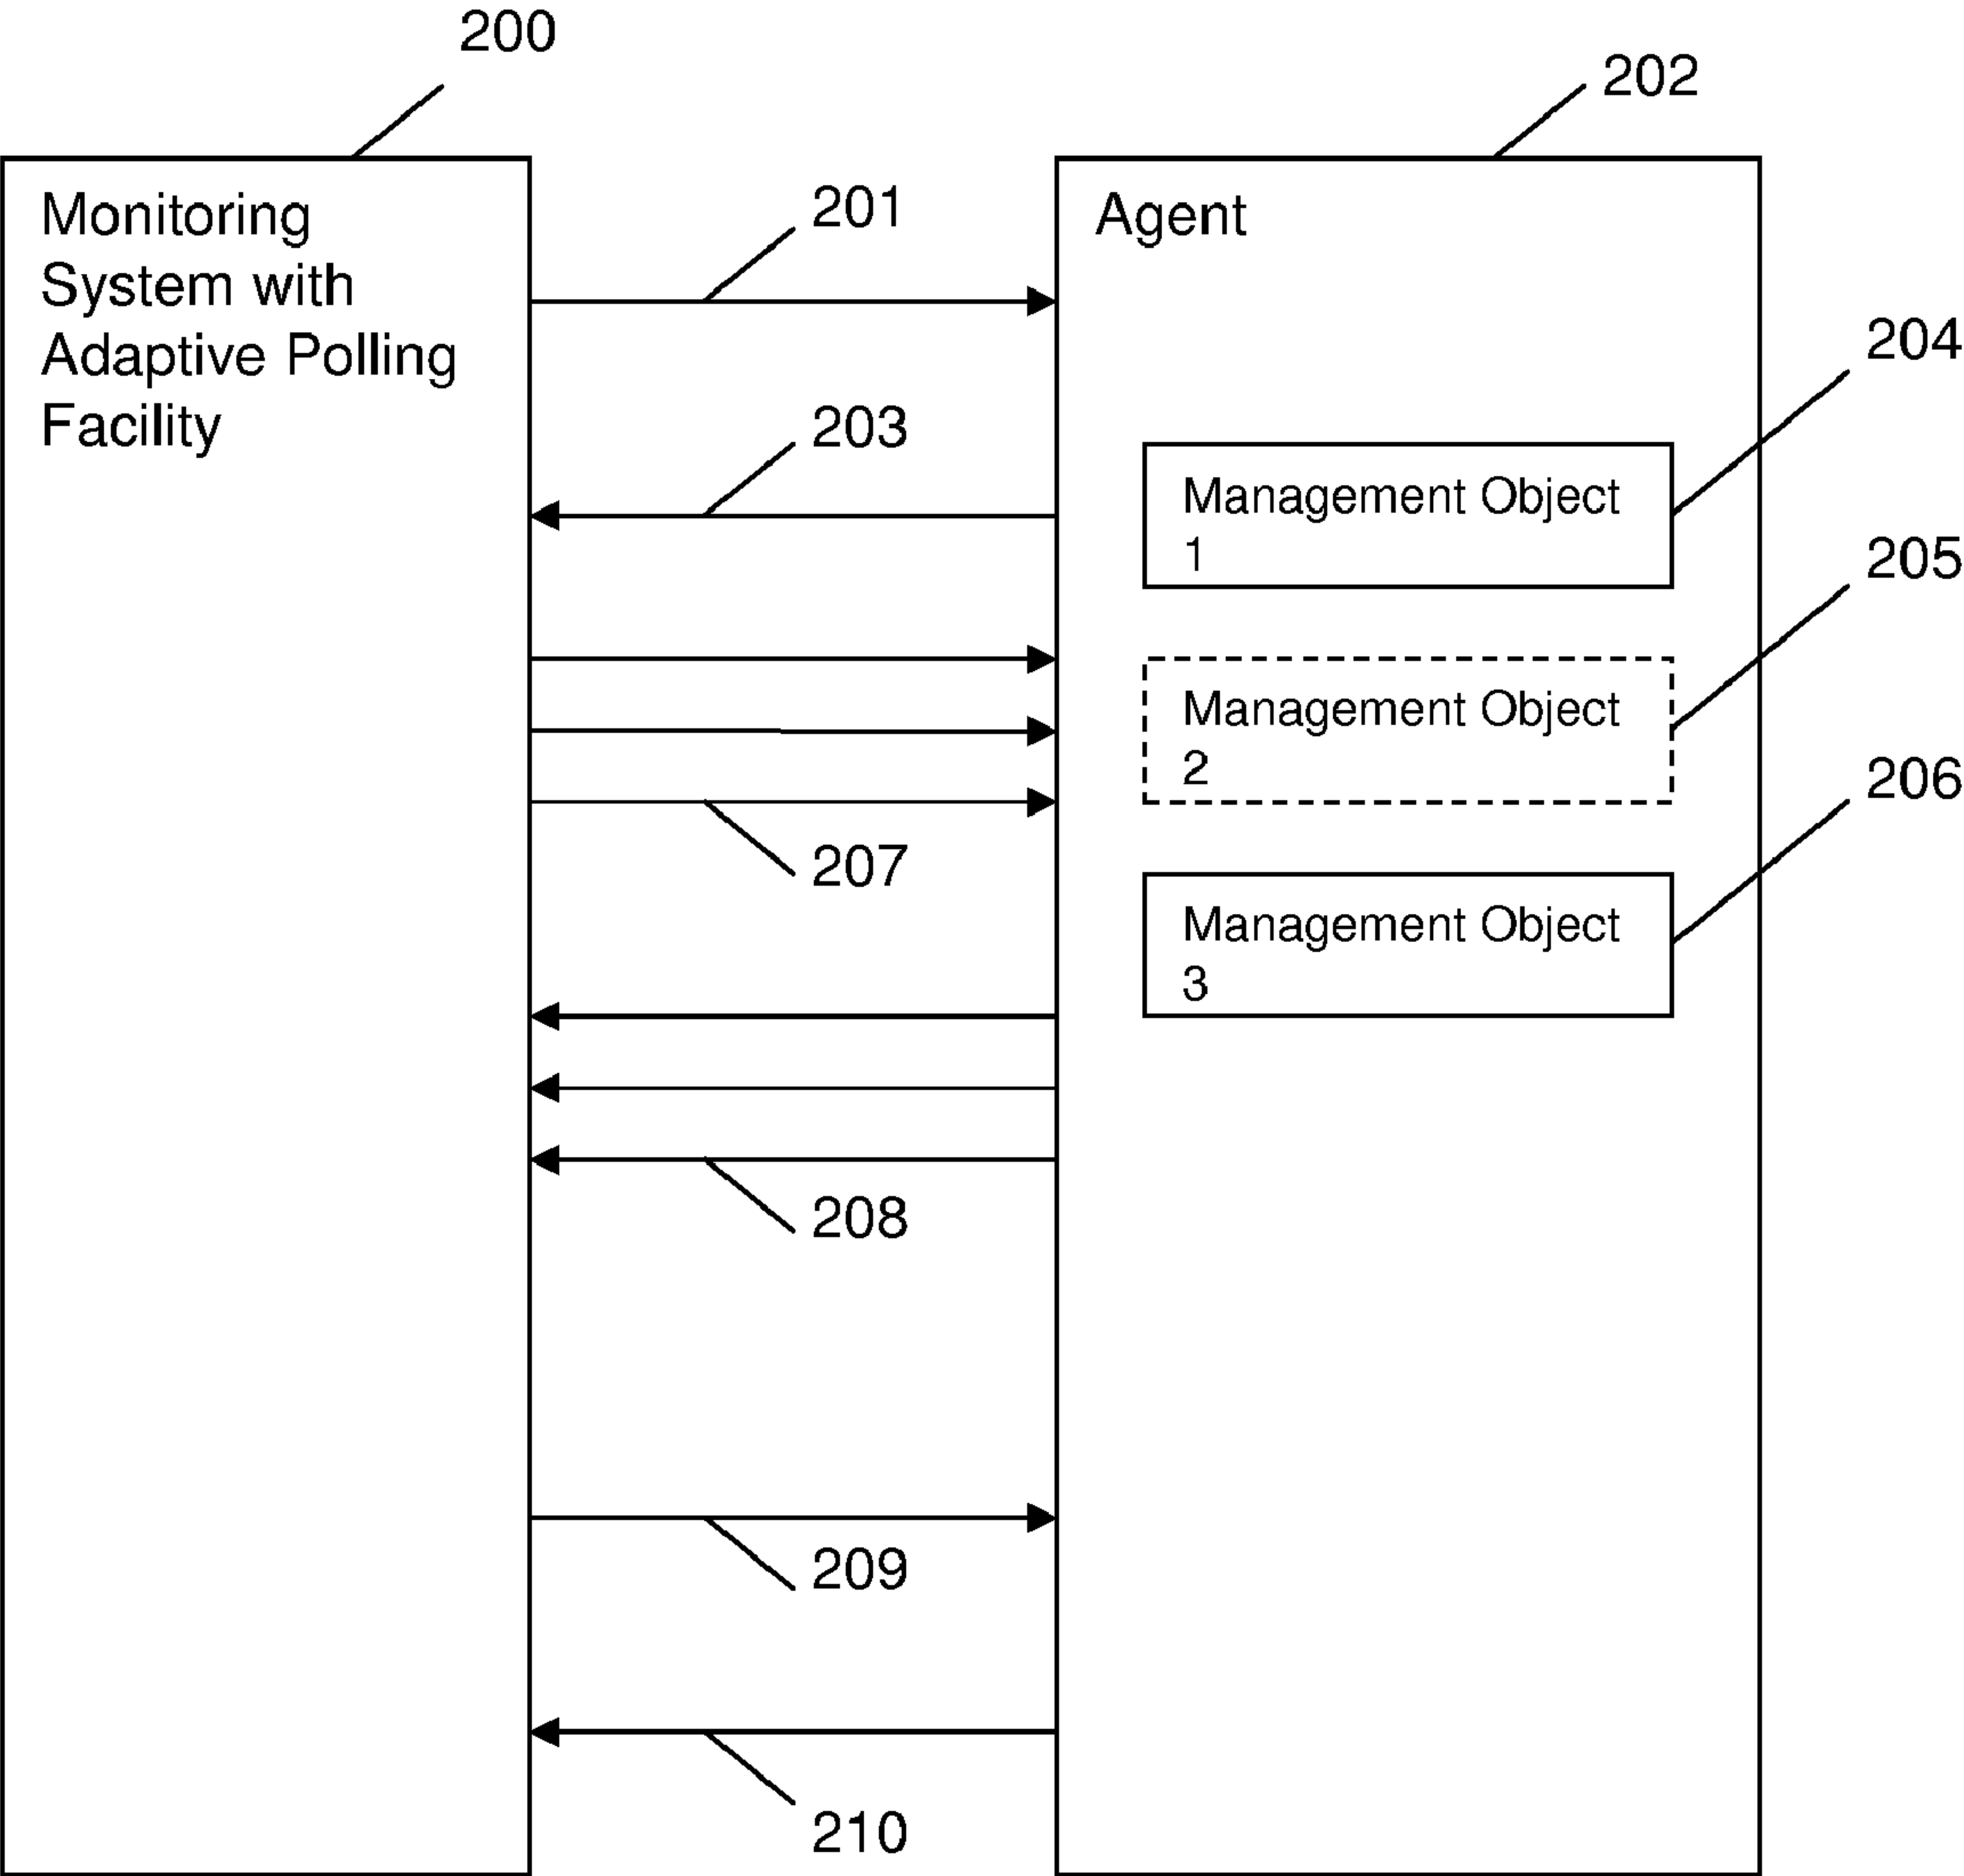 200
202
Monitoring
System with
Adaptive Polling
Facility
201
Agent
204
203
Management Object
1
205
Management Object
2
206
207
Management Object
3
208
209
210